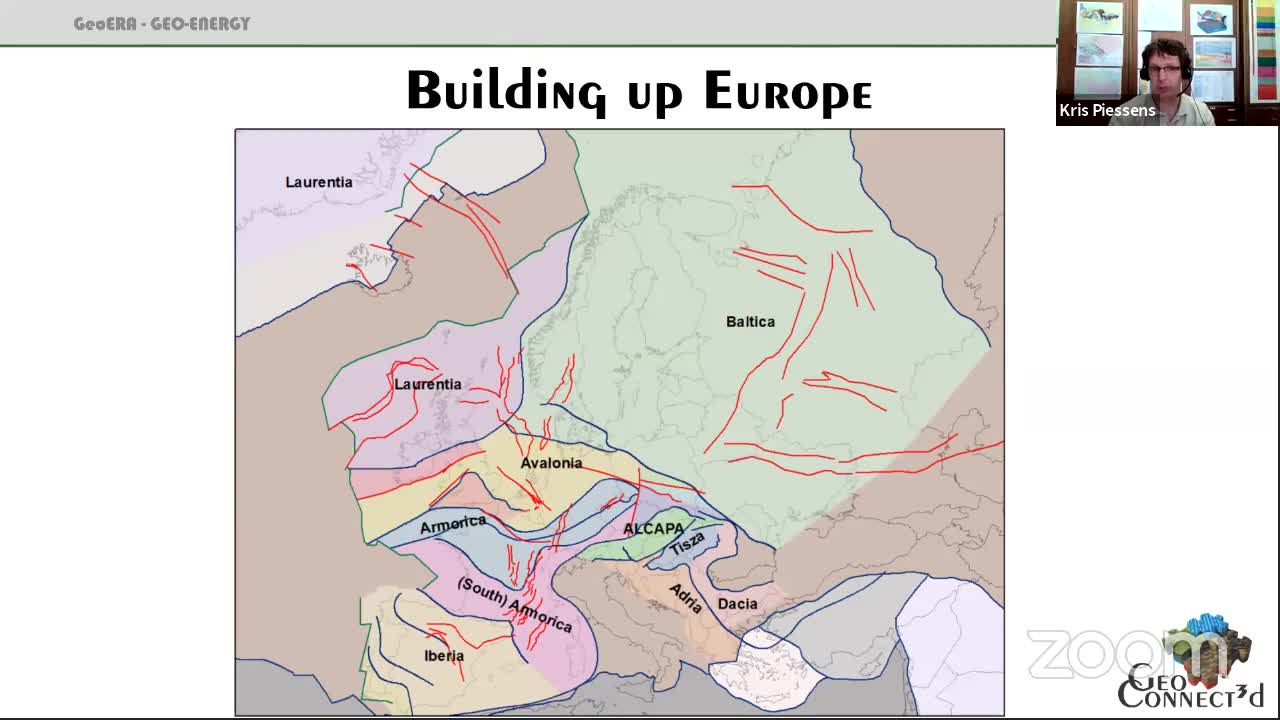 GeoERA - GEO-ENERGY
Building up Europe
Kris Piessens
Laurentia
Baltica
Laurentia
Avalonia
Armorica
ALCAPA
Tisza
(South) Armorica
Adria
Dacia
Iberia
zoom
GEO
CONNECT³d